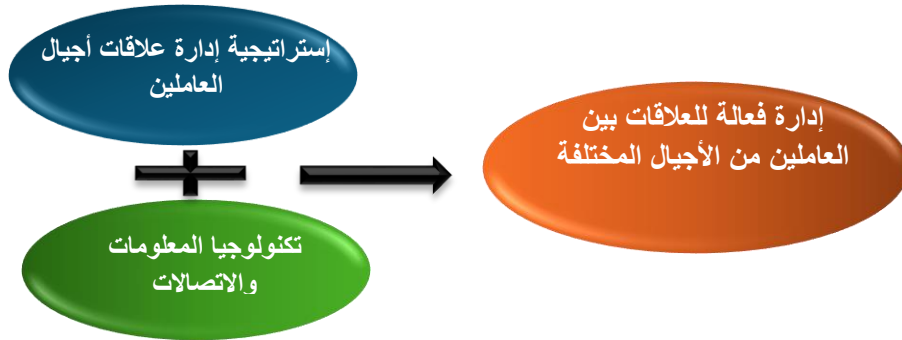 إستراتيجية إدارة علاقات أجيال
العاملين
تكنولوجيا المعلومات
والاتصالات
إدارة فعالة للعلاقات بين
العاملين من الأجيال المختلفة